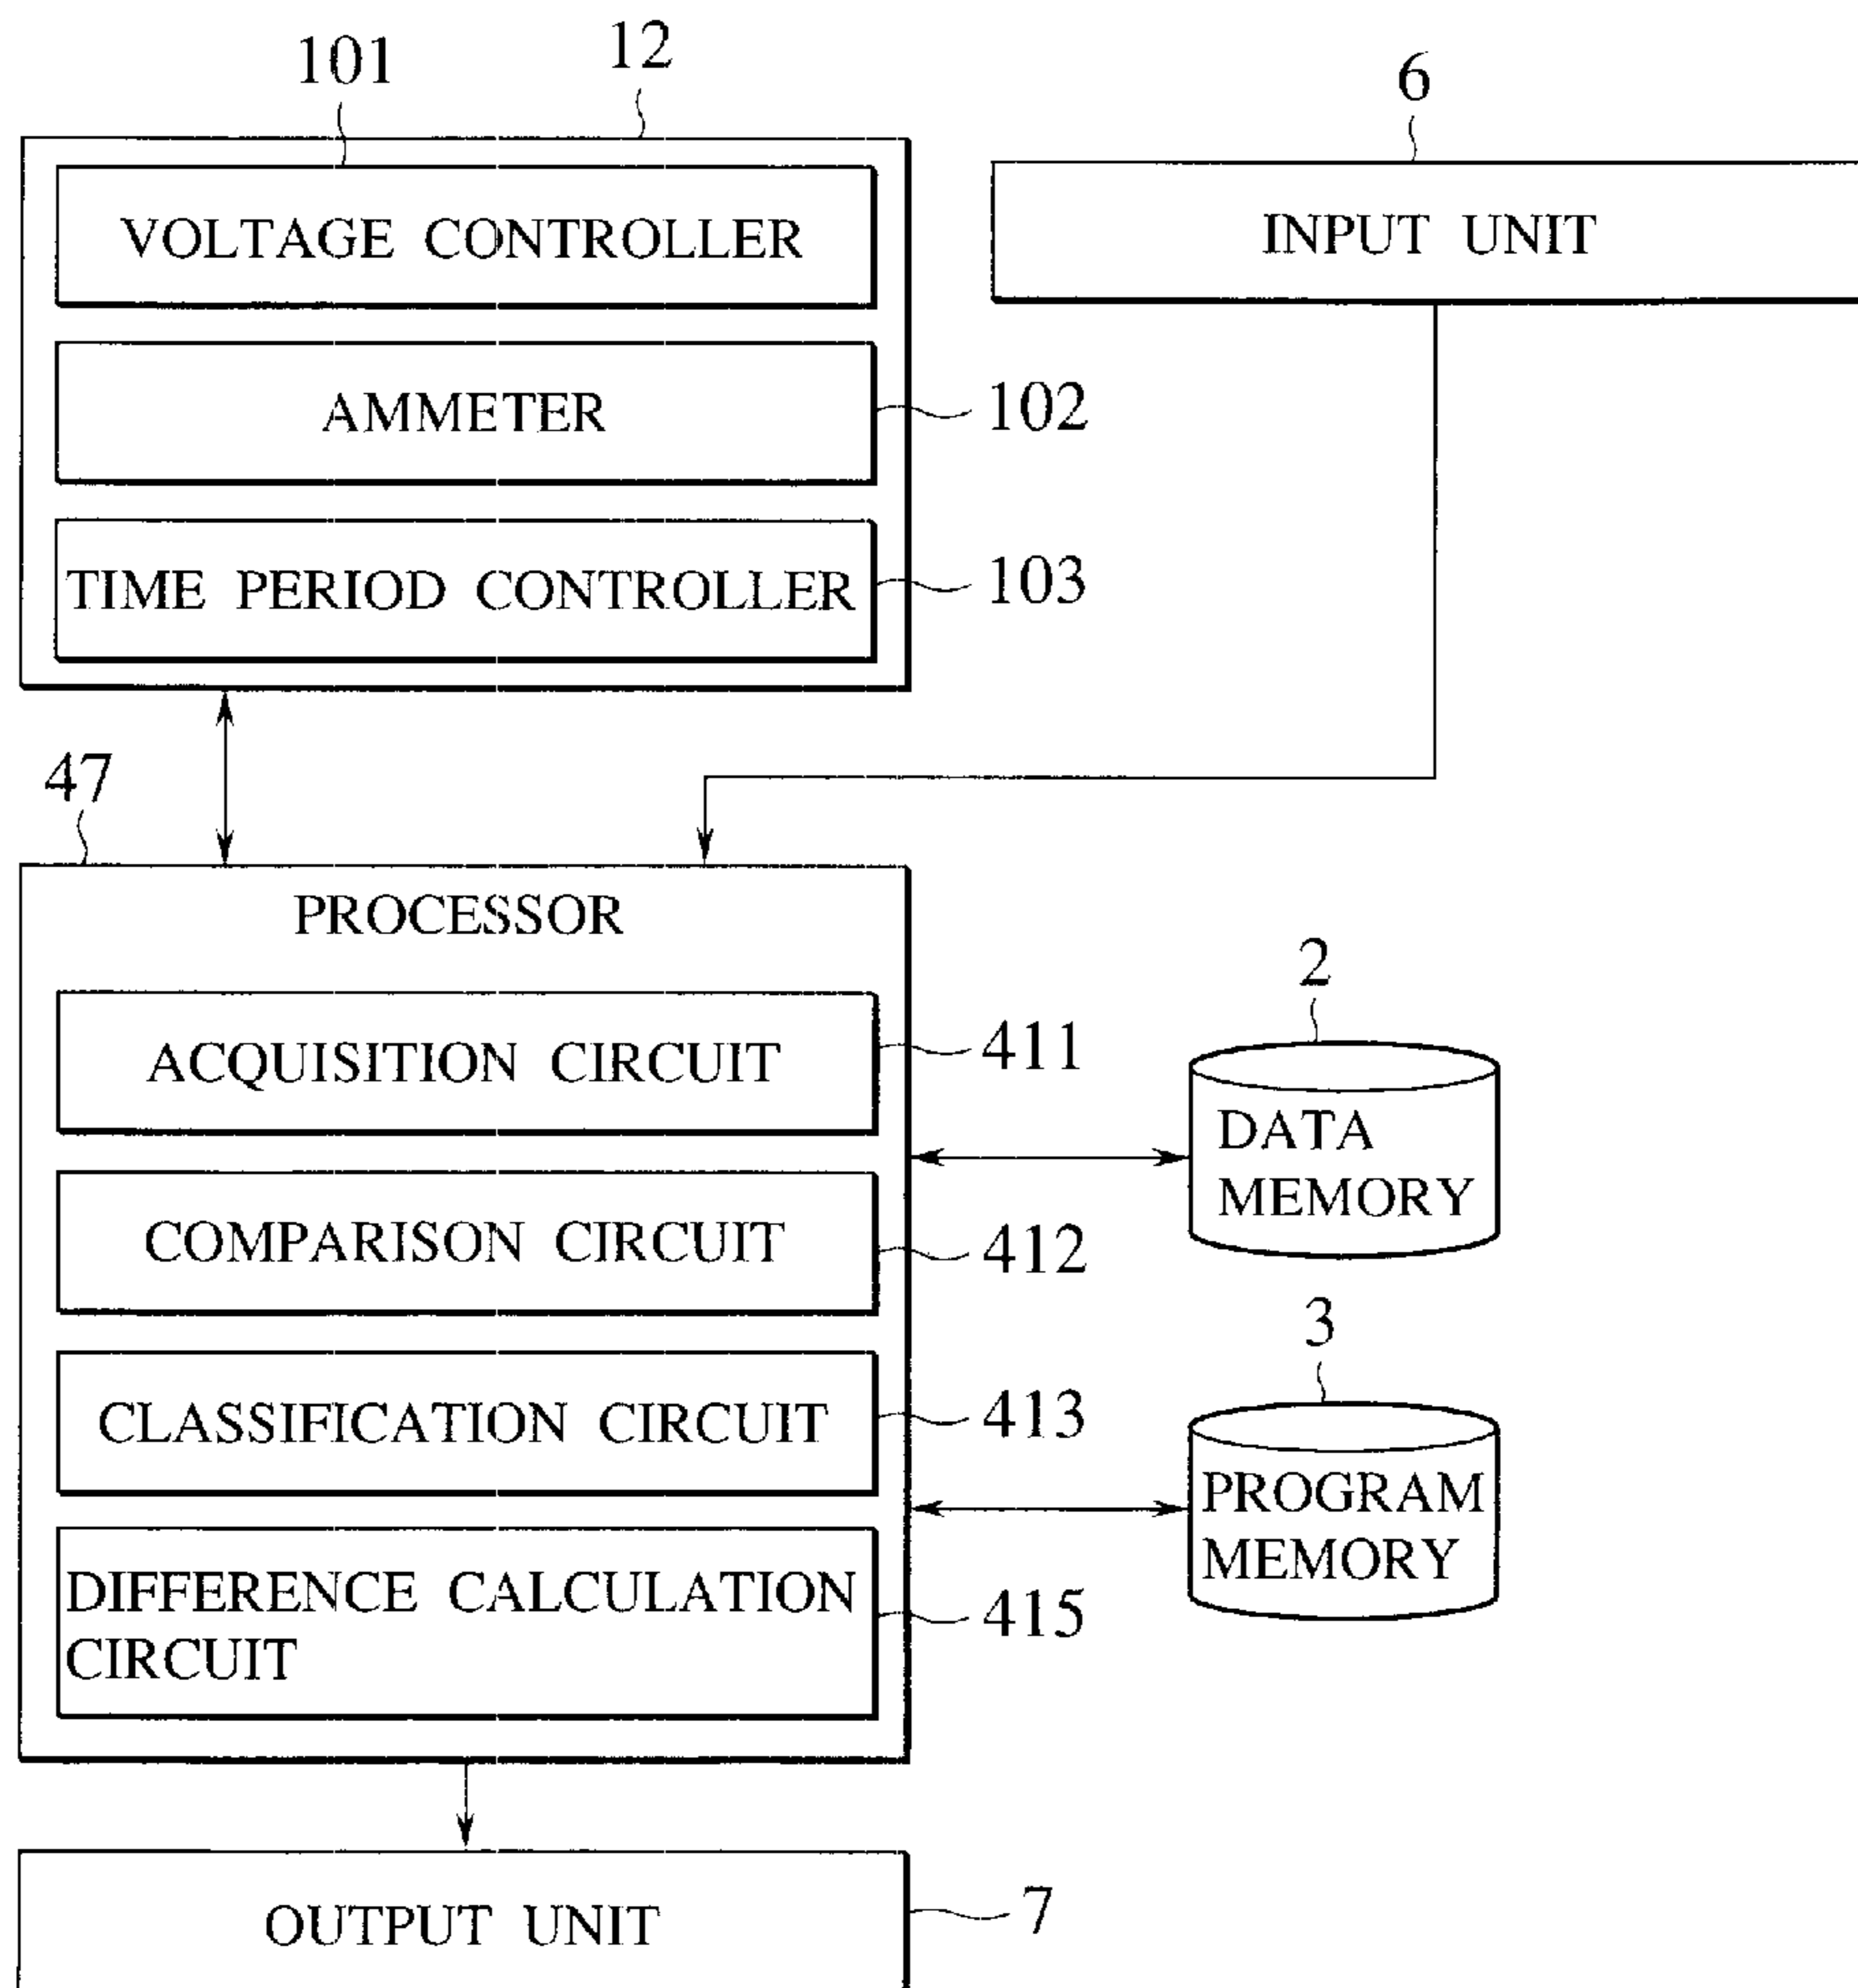 101
12
6
VOLTAGE CONTROLLER
INPUT UNIT
AMMETER
102
TIME PERIOD CONTROLLER
103
47
PROCESSOR
ACQUISITION CIRCUIT
411
2
DATA
MEMORY
COMPARISON CIRCUIT
412
3
CLASSIFICATION CIRCUIT
413
PROGRAM
MEMORY
DIFFERENCE CALCULATION
CIRCUIT
415
OUTPUT UNIT
7